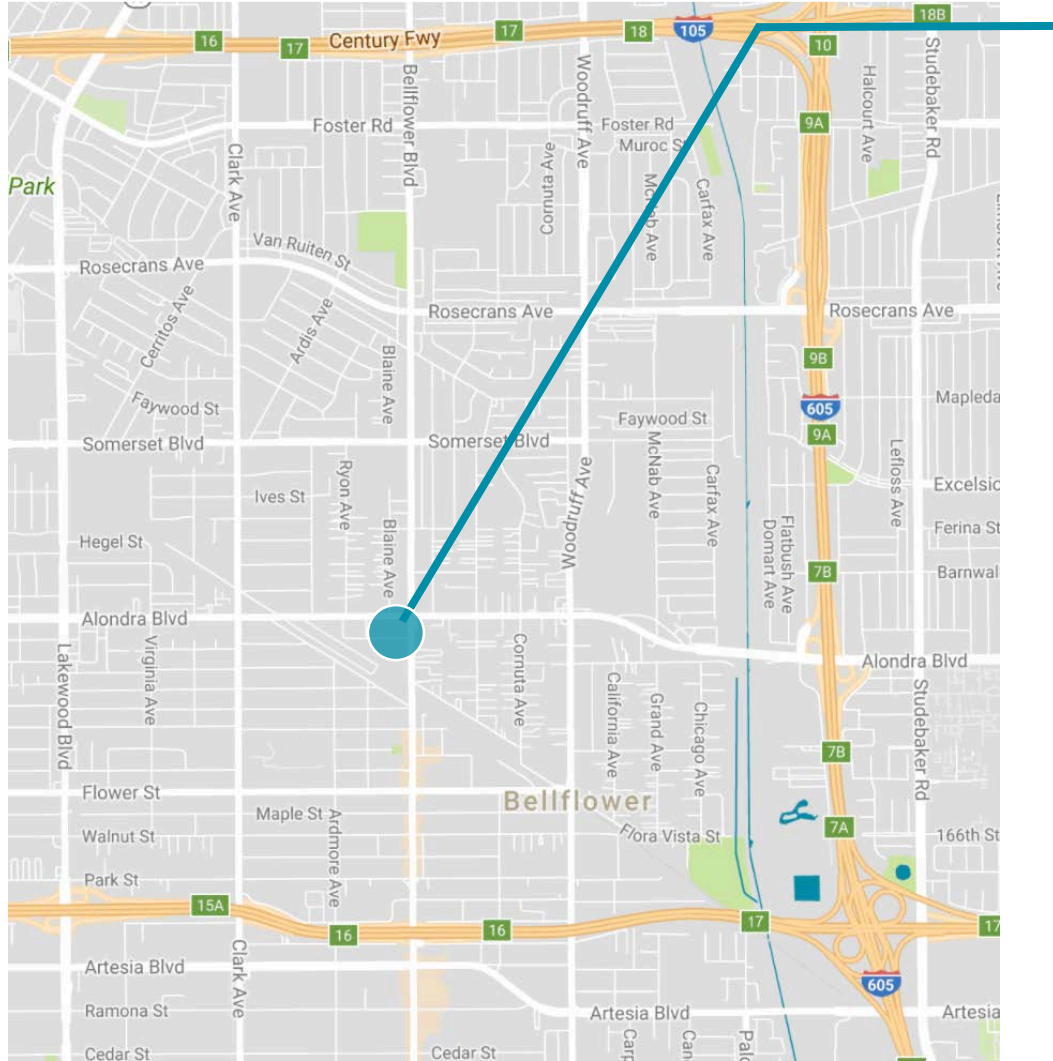 18B
16
17
Century Fwy
17
18
105
10
Studebaker Rd
Bellflower Blvd
Woodruff Ave
Halcourt Ave
Foster Rd
Foster Rd
9A
Muroc S
Clark Ave
Cornuta Ave
McNab Ave
Carfax Ave
Park
Van Ruiten St
Rosecrans Ave
Cerritos Ave
Ardis Ave
Rosecrans Ave
Rosecrans Ave
Blaine Ave
9B
605
Faywood St
Faywood St
Mapleda
Somerset Blvd
Somerset Blvd
9A
McNab Ave
Carfax Ave
Lefloss Ave
Ryon Ave
Ives St
Woodruff Ave
Excelsio
Blaine Ave
Flatbush Ave
Domart Ave
Ferina St
Hegel St
7B
Barnwal
Alondra Blvd
Virginia Ave
Lakewood Blvd
Cornuta Ave
California Ave
Grand Ave
Chicago Ave
Alondra Blvd
Studebaker Rd
7B
Flower St
Bellflower
Maple St
Ardmore Ave
Walnut St
Flora Vista St
7A
166th St
Park St
15A
16
16
17
17
Clark Ave
Artesia Blvd
605
Ramona St
Artesia Blvd
Artesia
Cedar St
Cedar St
Carp
Can
Palo